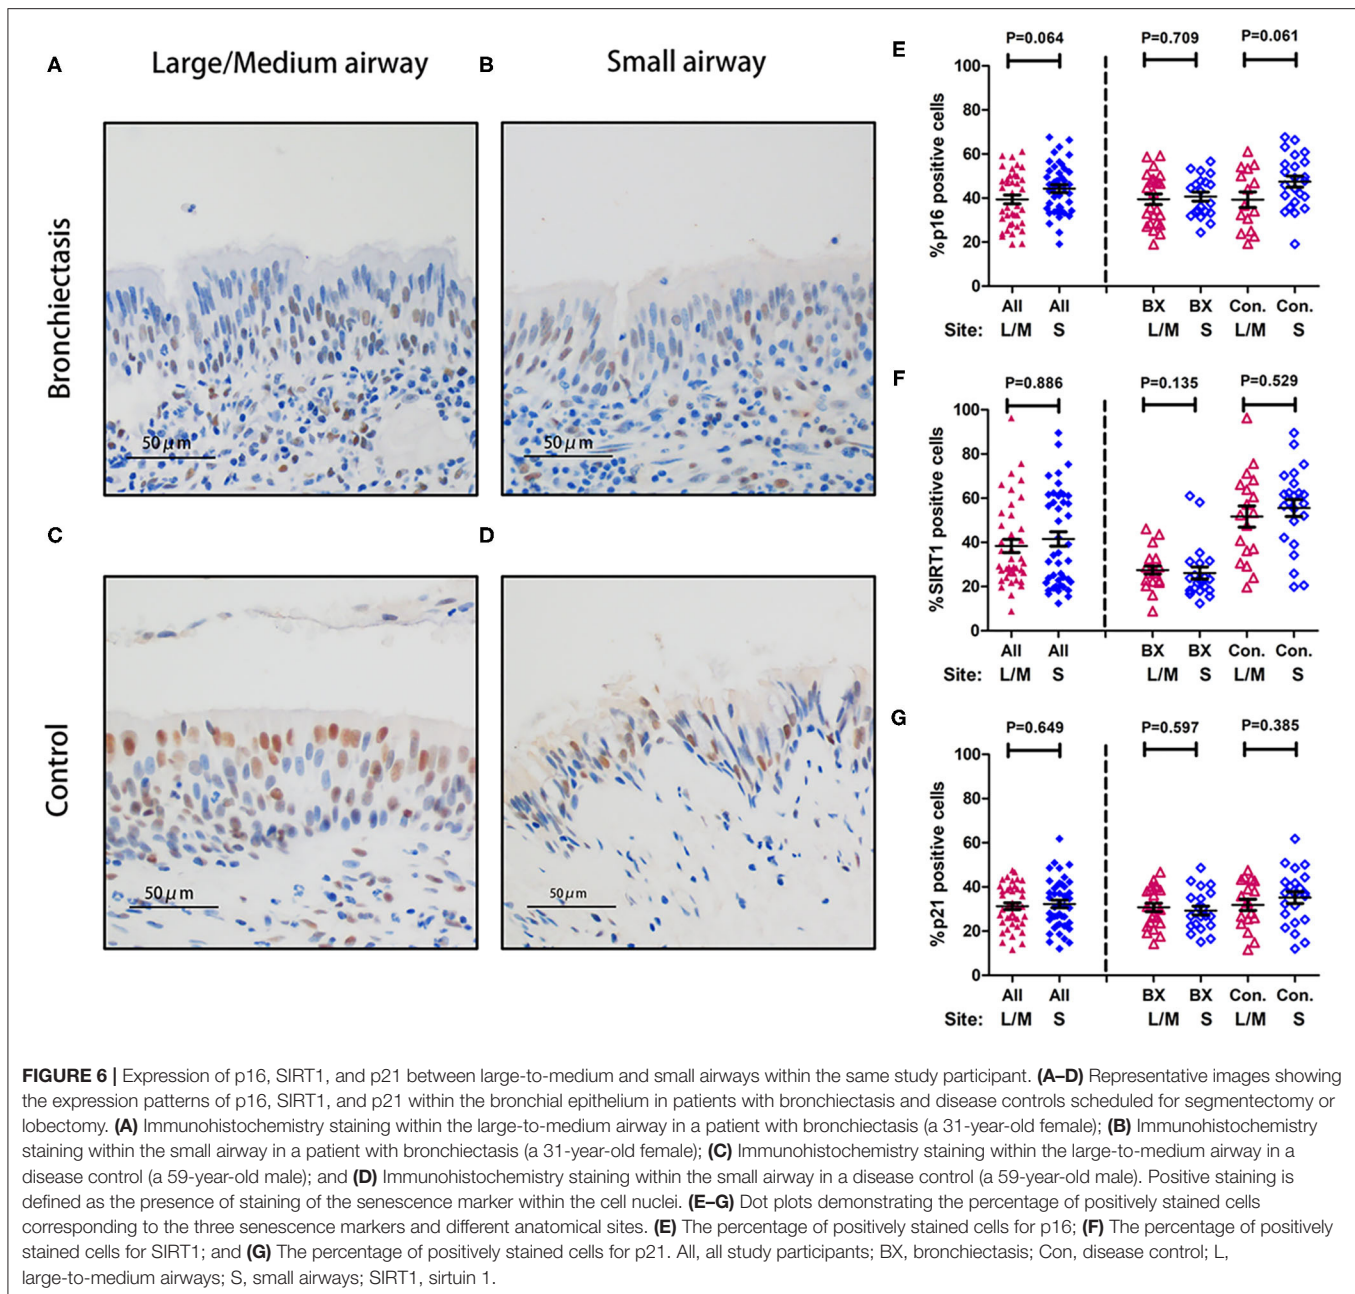 A
Large/Medium airway
B
Small airway
Bronchiectasis
50 μm
50 μm
C
D
Control
50 μm
50 μm
E
P=0.064
P=0.709
P=0.061
%p16 positive cells
100
80
60
40
20
0
All All BX BX Con. Con.
Site: L/M S L/M S L/M S
F
P=0.886
P=0.135
P=0.529
%SIRT1 positive cells
100
80
60
40
20
0
All All BX BX Con. Con.
Site: L/M S L/M S L/M S
G
P=0.649
P=0.597
P=0.385
%p21 positive cells
100
80
60
40
20
0
All All BX BX Con. Con.
Site: L/M S L/M S L/M S
FIGURE 6 | Expression of p16, SIRT1, and p21 between large-to-medium and small airways within the same study participant. (A–D) Representative images showing
the expression patterns of p16, SIRT1, and p21 within the bronchial epithelium in patients with bronchiectasis and disease controls scheduled for segmentectomy or
lobectomy. (A) Immunohistochemistry staining within the large-to-medium airway in a patient with bronchiectasis (a 31-year-old female); (B) Immunohistochemistry
staining within the small airway in a patient with bronchiectasis (a 31-year-old female); (C) Immunohistochemistry staining within the large-to-medium airway in a
disease control (a 59-year-old male); and (D) Immunohistochemistry staining within the small airway in a disease control (a 59-year-old male). Positive staining is
defined as the presence of staining of the senescence marker within the cell nuclei. (E–G) Dot plots demonstrating the percentage of positively stained cells
corresponding to the three senescence markers and different anatomical sites. (E) The percentage of positively stained cells for p16; (F) The percentage of positively
stained cells for SIRT1; and (G) The percentage of positively stained cells for p21. All, all study participants; BX, bronchiectasis; Con, disease control; L,
large-to-medium airways; S, small airways; SIRT1, sirtuin 1.